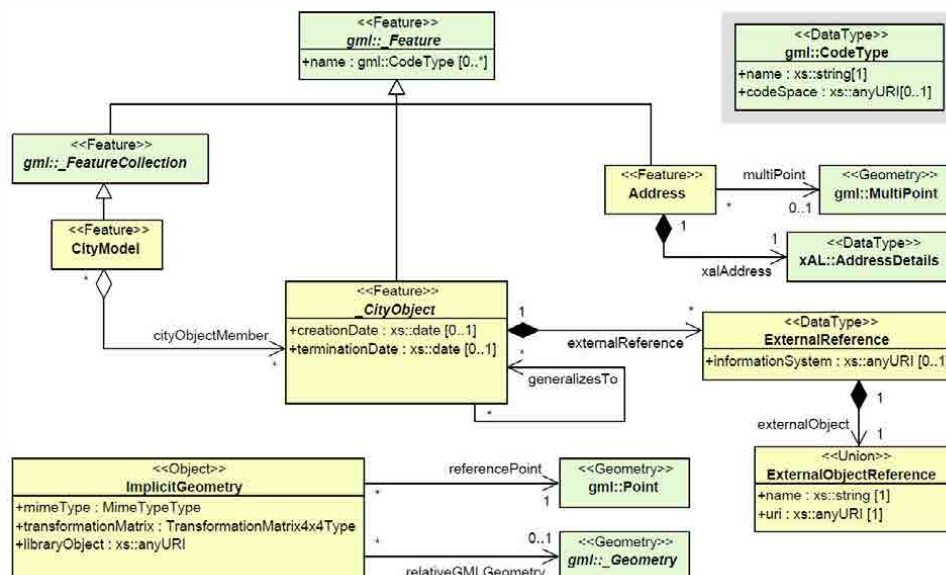 <<Feature>>
gml::_Feature
+name : gml::CodeType [0..*]
<<DataType>>
gml::CodeType
+name : xs::string[1]
+codeSpace : xs::anyURI[0..1]
<<Feature>>
gml::_FeatureCollection
<<Feature>>
CityModel
*
cityObjectMember
*
<<Feature>>
Address
multiPoint
*
0..1
<<Geometry>>
gml::MultiPoint
1
1
xalAddress
<<DataType>>
xAL::AddressDetails
<<Feature>>
_CityObject
+creationDate : xs::date [0..1]
+terminationDate : xs::date [0..1]
1
*
externalReference
*
generalizesTo
*
<<DataType>>
ExternalReference
+informationSystem : xs::anyURI [0..1]
1
externalObject
1
<<Union>>
ExternalObjectReference
+name : xs::string [1]
+uri : xs::anyURI [1]
<<Object>>
ImplicitGeometry
+mimeType : MimeTypeType
+transformationMatrix : TransformationMatrix4x4Type
+libraryObject : xs::anyURI
referencePoint
*
1
<<Geometry>>
gml::Point
*
0..1
relativeGMLGeometry
<<Geometry>>
gml::_Geometry